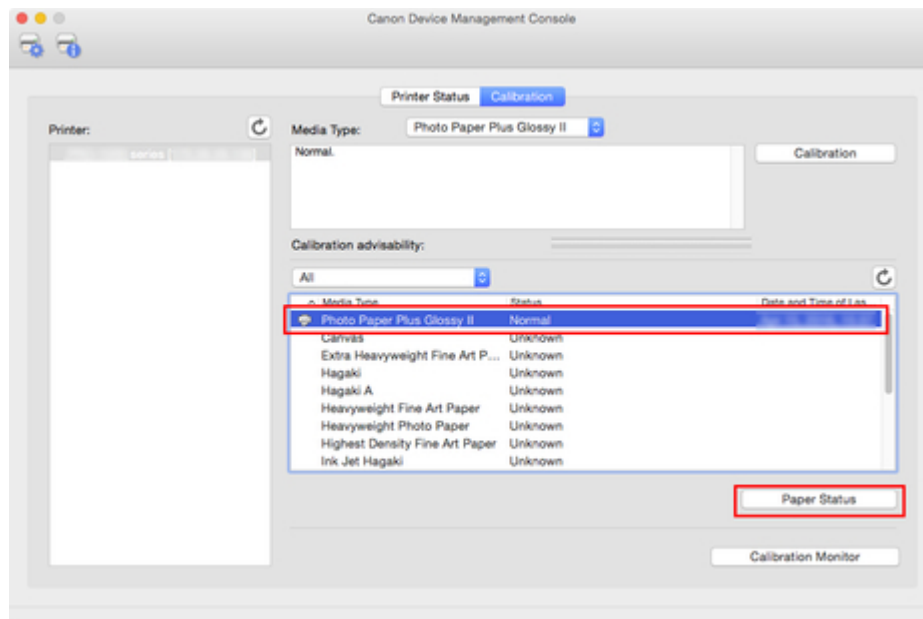 Canon Device Management Console
Printer Status Calibration
Printer:
series
Media Type: Photo Paper Plus Glossy II
Normal.
Calibration
Calibration advisability:
All
Media Type Status Date and Time of Las
Photo Paper Plus Glossy II Normal
Canvas Unknown
Extra Heavyweight Fine Art P... Unknown
Hagaki Unknown
Hagaki A Unknown
Heavyweight Fine Art Paper Unknown
Heavyweight Photo Paper Unknown
Highest Density Fine Art Paper Unknown
Ink Jet Hagaki Unknown
Paper Status
Calibration Monitor